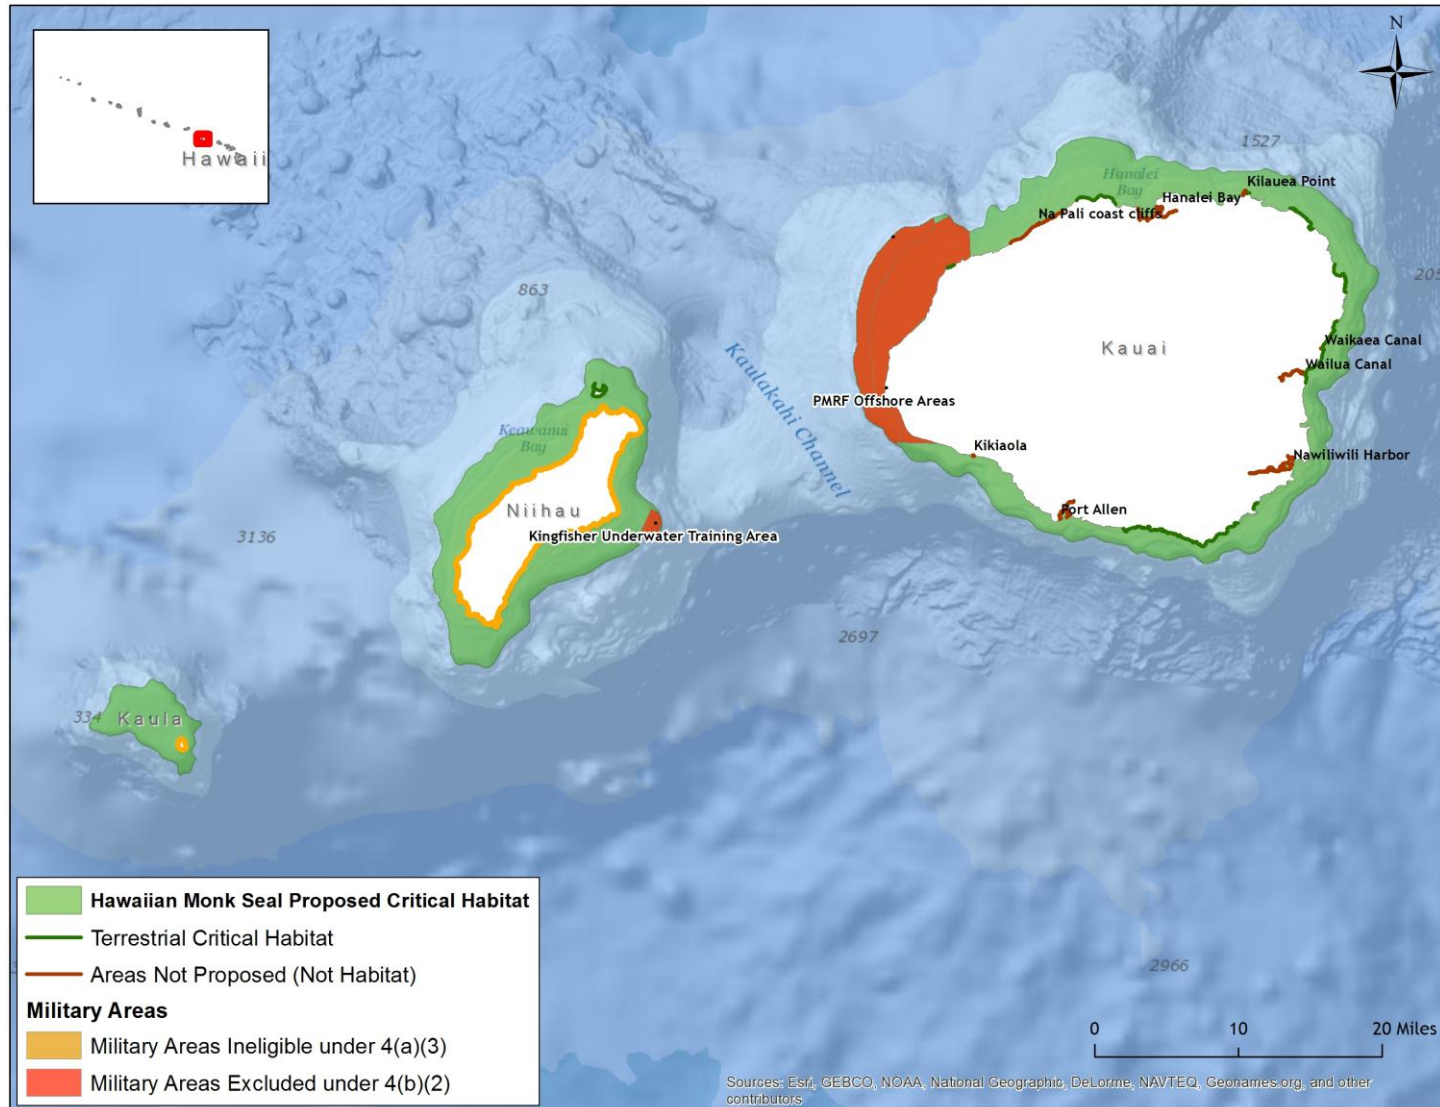 N
Hawaii
1527
Hanalei
Bay
Kilauea Point
Hanalei Bay
Na Pali coast cliffs
863
205
Kaulakahi Channel
Kauai
Waikaea Canal
Wailua Canal
PMRF Offshore Areas
Keawanui
Bay
Kikiaola
Nawiliwili Harbor
Niihau
Port Allen
Kingfisher Underwater Training Area
3136
2697
334
Kaula
Hawaiian Monk Seal Proposed Critical Habitat
Terrestrial Critical Habitat
Areas Not Proposed (Not Habitat)
Military Areas
Military Areas Ineligible under 4(a)(3)
Military Areas Excluded under 4(b)(2)
2966
0 10 20 Miles
Sources: Esri, GEBCO, NOAA, National Geographic, DeLorme, NAVTEQ, Geonames.org, and other
contributors